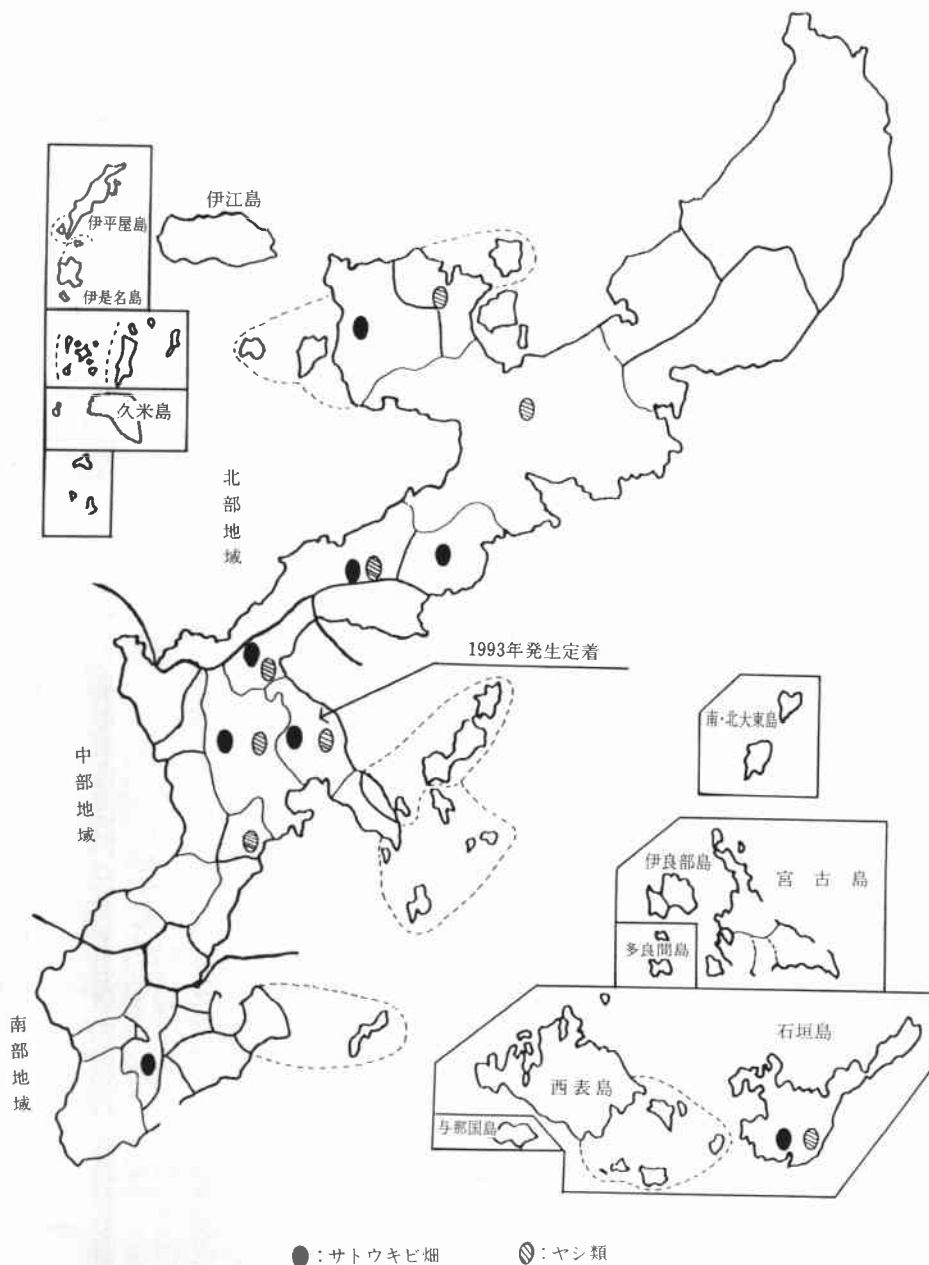 伊江島
伊平屋島
伊是名島
久米島
北部地域
1993年発生定着
中部地域
南・北大東島
伊良部島
宮古島
多良間島
南部地域
石垣島
西表島
与那国島
●：サトウキビ畑
：ヤシ類